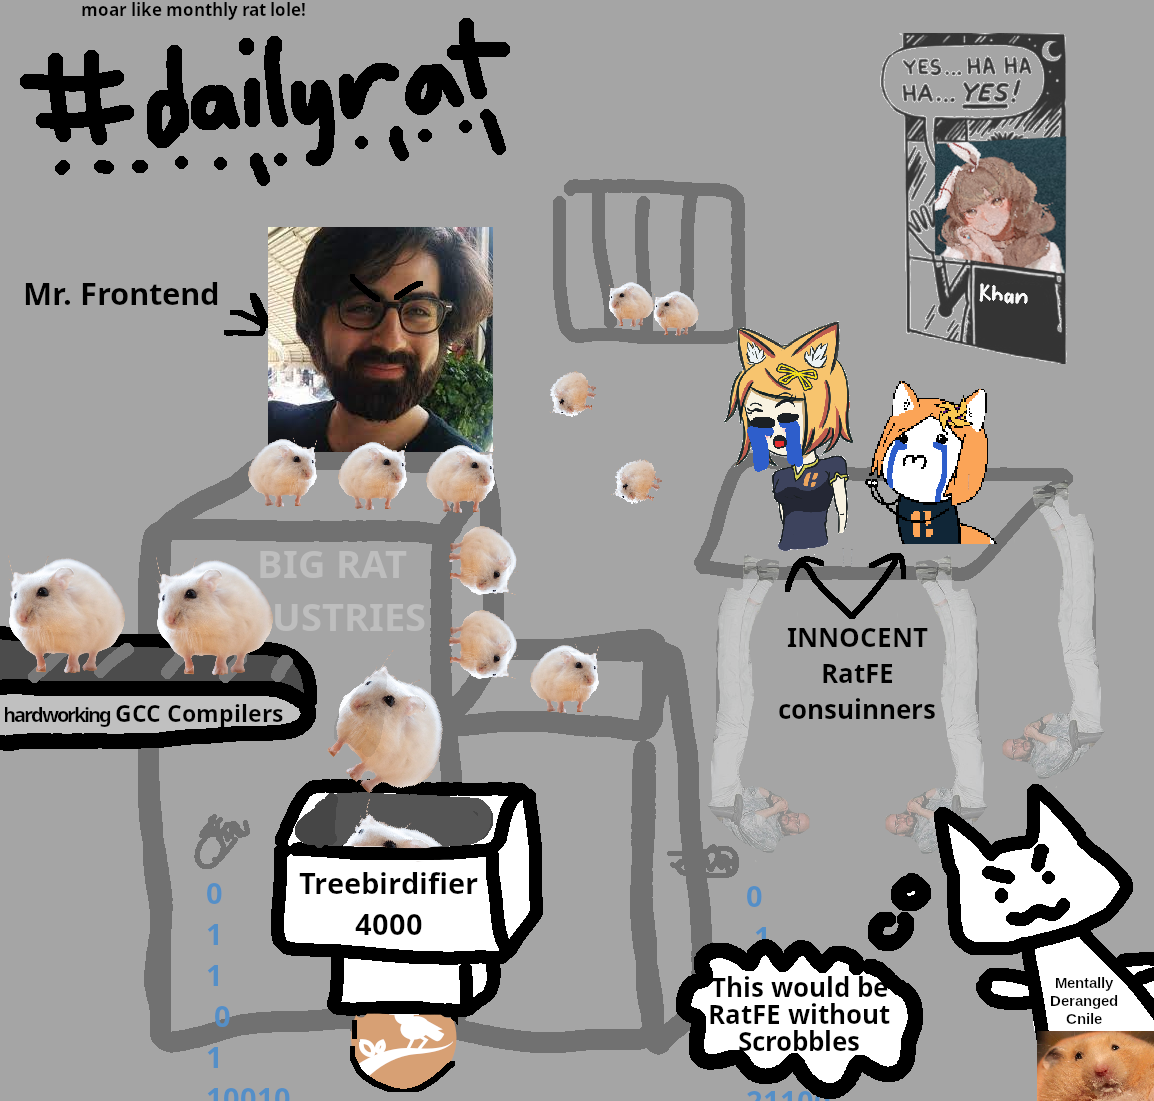 moar like monthly rat lole!
#dailyrat
YES... HA HA
HA... YES!
Khan
Mr. Frontend
BIG RAT
USTRIES
hardworking GCC Compilers
INNOCENT
RatFE
consuinners
Treebirdifier
4000
0
1
1
0
1
10010
0
1
This would be
RatFE without
Scrobbles
Mentally
Deranged
Cnile